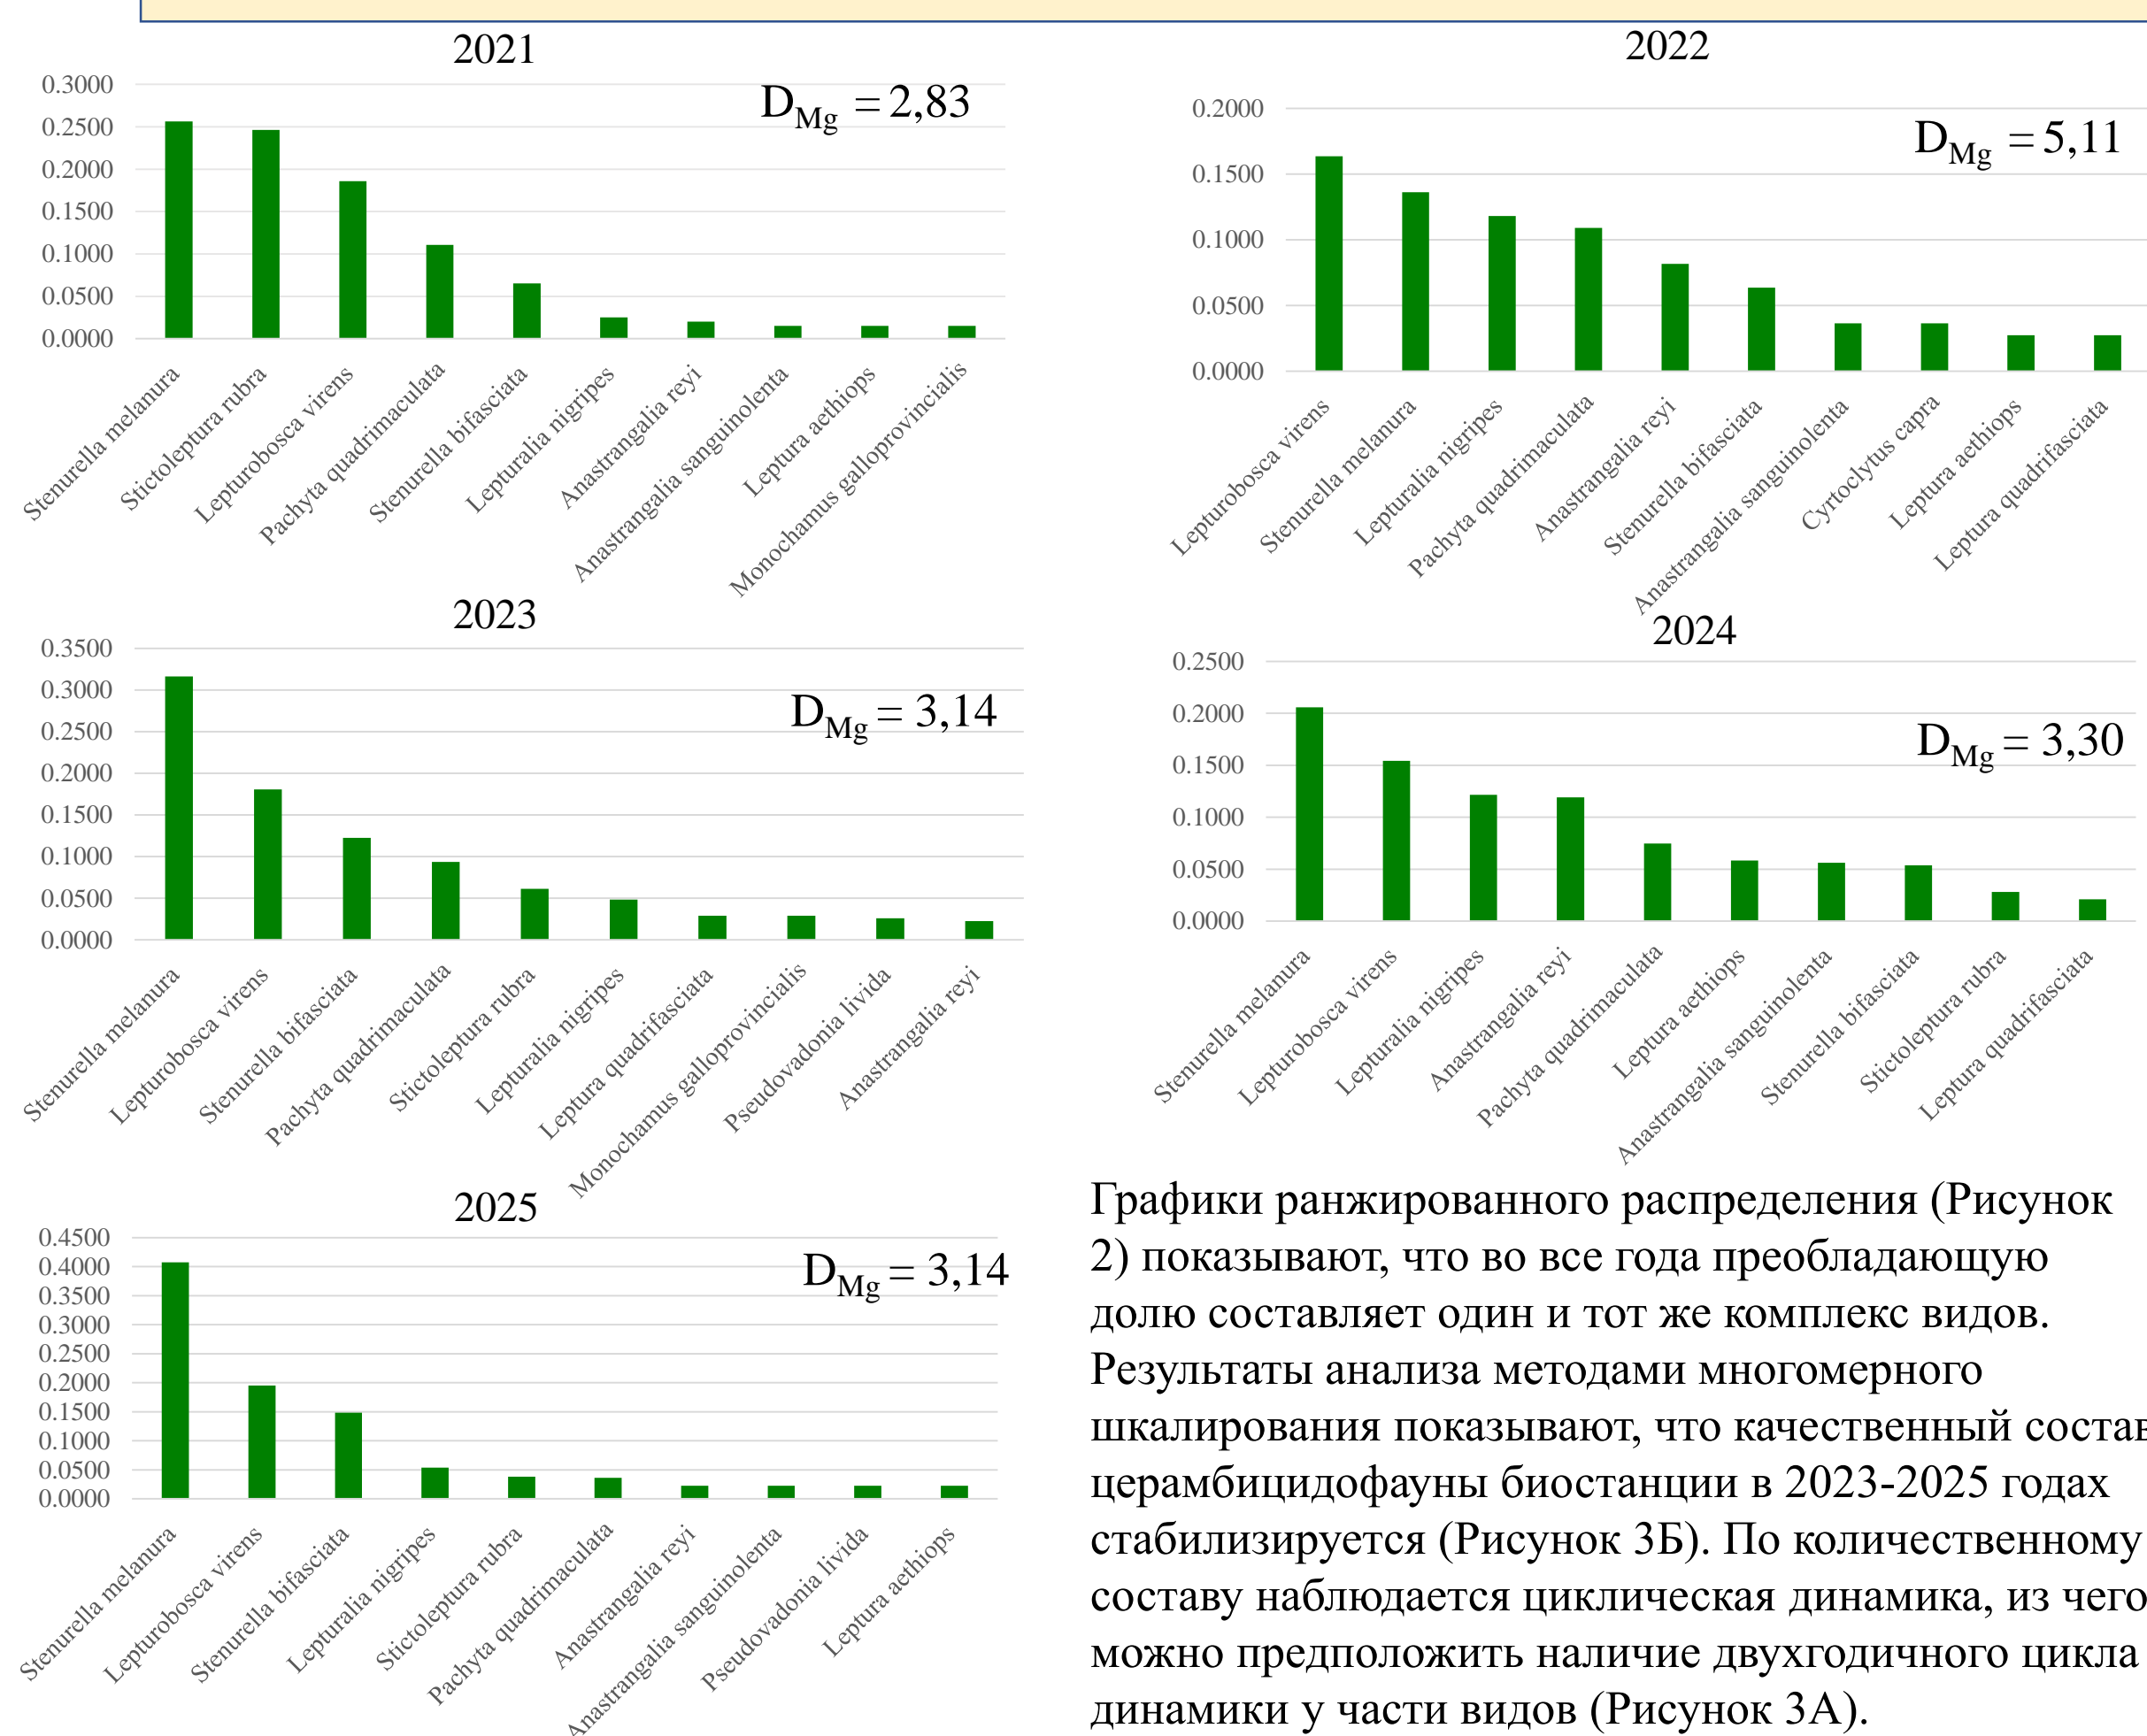 2021
D_Mg = 2,83
0.3000
0.2500
0.2000
0.1500
0.1000
0.0500
0.0000
Stenurella melanura
Stictoleptura rubra
Lepturobosca virens
Pachyta quadrimaculata
Stenurella bifasciata
Lepturalia nigripes
Anastrangalia reyi
Anastrangalia sanguinolenta
Leptura aethiops
Monochamus galloprovincialis
2022
D_Mg = 5,11
0.2000
0.1500
0.1000
0.0500
0.0000
Lepturobosca virens
Stenurella melanura
Lepturalia nigripes
Pachyta quadrimaculata
Anastrangalia reyi
Stenurella bifasciata
Anastrangalia sanguinolenta
Cyrtoclytus capra
Leptura aethiops
Leptura quadrifasciata
2023
D_Mg = 3,14
0.3500
0.3000
0.2500
0.2000
0.1500
0.1000
0.0500
0.0000
Stenurella melanura
Lepturobosca virens
Stenurella bifasciata
Pachyta quadrimaculata
Stictoleptura rubra
Lepturalia nigripes
Leptura quadrifasciata
Monochamus galloprovincialis
Pseudovadonia livida
Anastrangalia reyi
2024
D_Mg = 3,30
0.2500
0.2000
0.1500
0.1000
0.0500
0.0000
Stenurella melanura
Lepturobosca virens
Lepturalia nigripes
Anastrangalia reyi
Pachyta quadrimaculata
Leptura aethiops
Anastrangalia sanguinolenta
Stenurella bifasciata
Stictoleptura rubra
Leptura quadrifasciata
2025
D_Mg = 3,14
0.4500
0.4000
0.3500
0.3000
0.2500
0.2000
0.1500
0.1000
0.0500
0.0000
Stenurella melanura
Lepturobosca virens
Stenurella bifasciata
Lepturalia nigripes
Stictoleptura rubra
Pachyta quadrimaculata
Anastrangalia reyi
Anastrangalia sanguinolenta
Pseudovadonia livida
Leptura aethiops
Графики ранжированного распределения (Рисунок
2) показывают, что во все года преобладающую
долю составляет один и тот же комплекс видов.
Результаты анализа методами многомерного
шкалирования показывают, что качественный состав
церамбицидофауны биостанции в 2023-2025 годах
стабилизируется (Рисунок 3Б). По количественному
составу наблюдается циклическая динамика, из чего
можно предположить наличие двухгодичного цикла
динамики у части видов (Рисунок 3А).